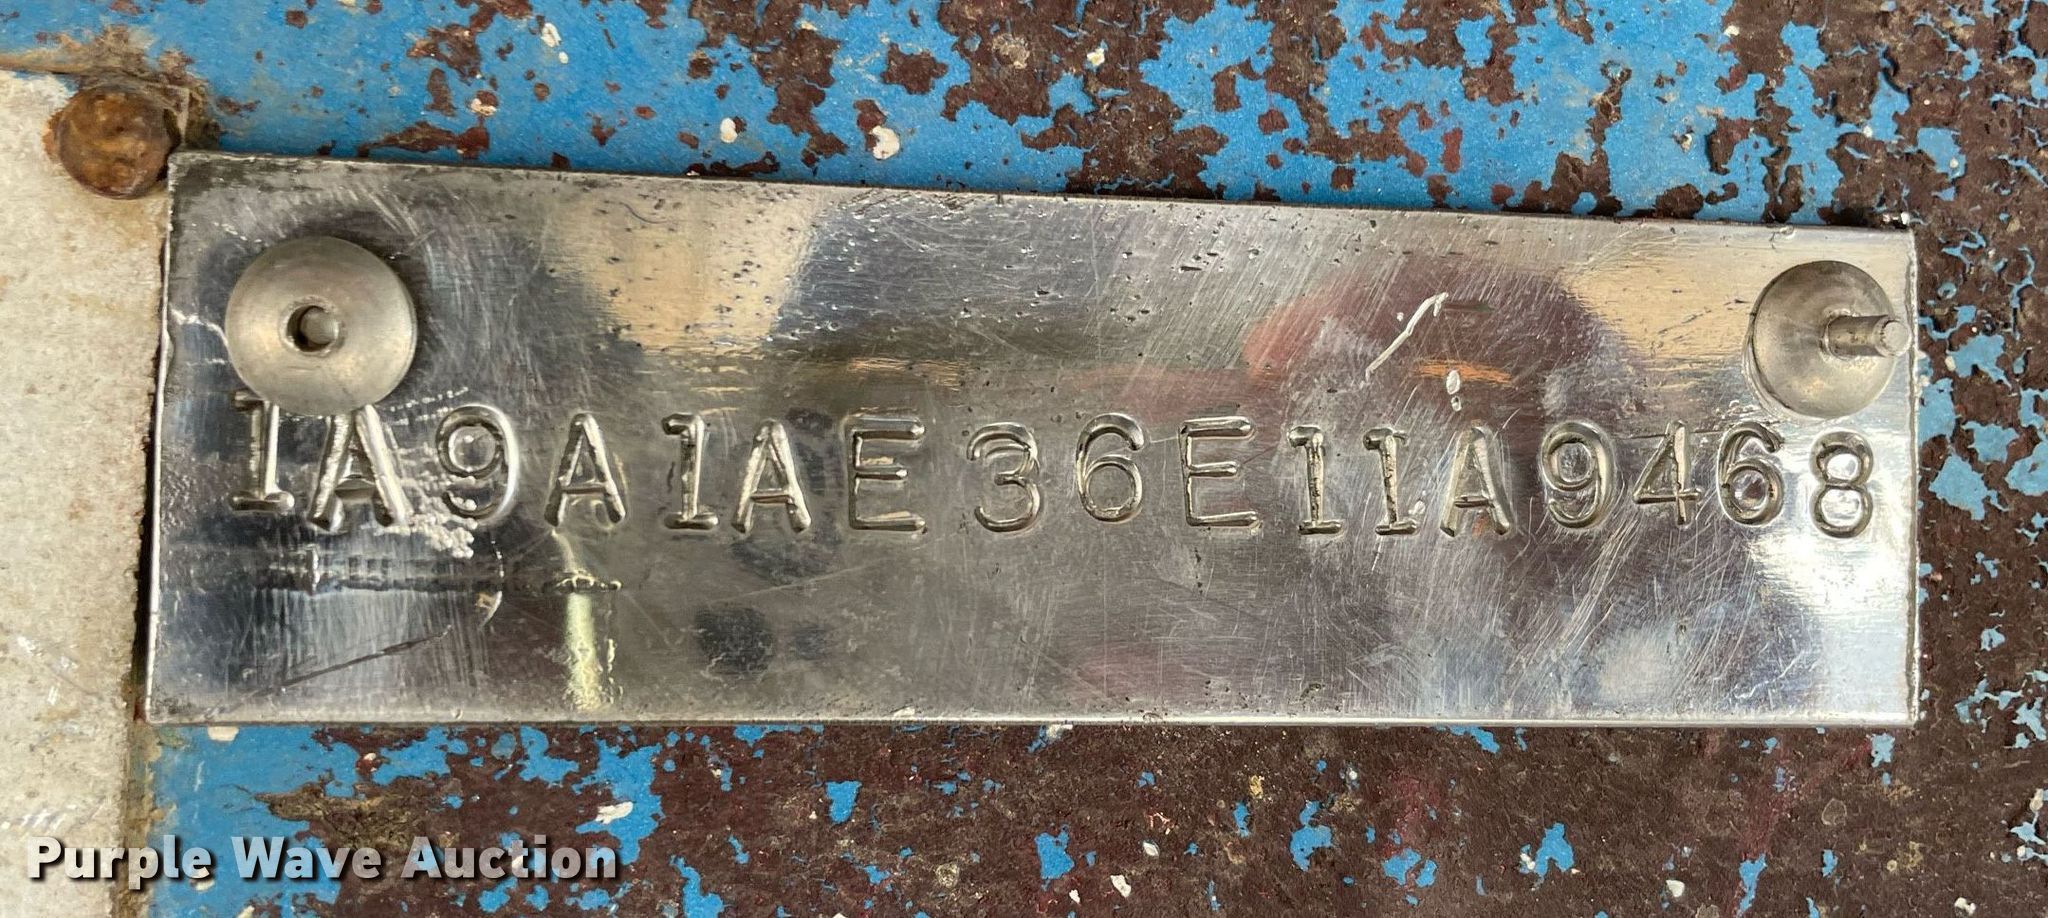 1A9A1AE36E11A9468
Purple Wave Auction